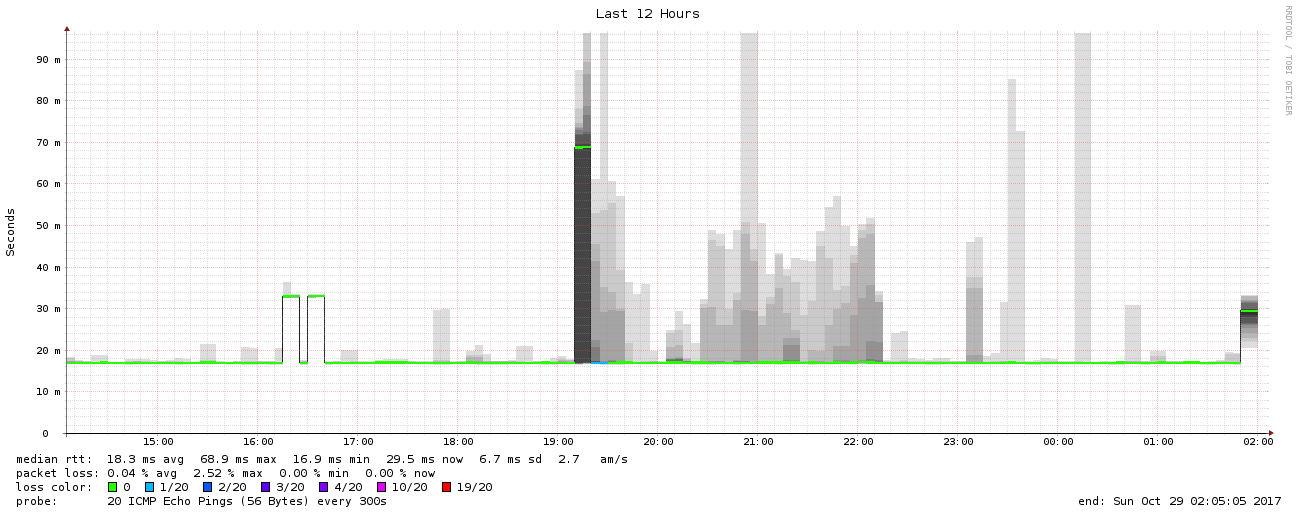 Last 12 Hours
RRDTOOL / TOBI OETIKER
Seconds
90 m
80 m
70 m
60 m
50 m
40 m
30 m
20 m
10 m
0
15:00 16:00 17:00 18:00 19:00 20:00 21:00 22:00 23:00 00:00 01:00 02:00
median rtt: 18.3 ms avg 68.9 ms max 16.9 ms min 29.5 ms now 6.7 ms sd 2.7 am/s
packet loss: 0.04 % avg 2.52 % max 0.00 % min 0.00 % now
loss color: 0 1/20 2/20 3/20 4/20 10/20 19/20
probe: 20 ICMP Echo Pings (56 Bytes) every 300s end: Sun Oct 29 02:05:05 2017